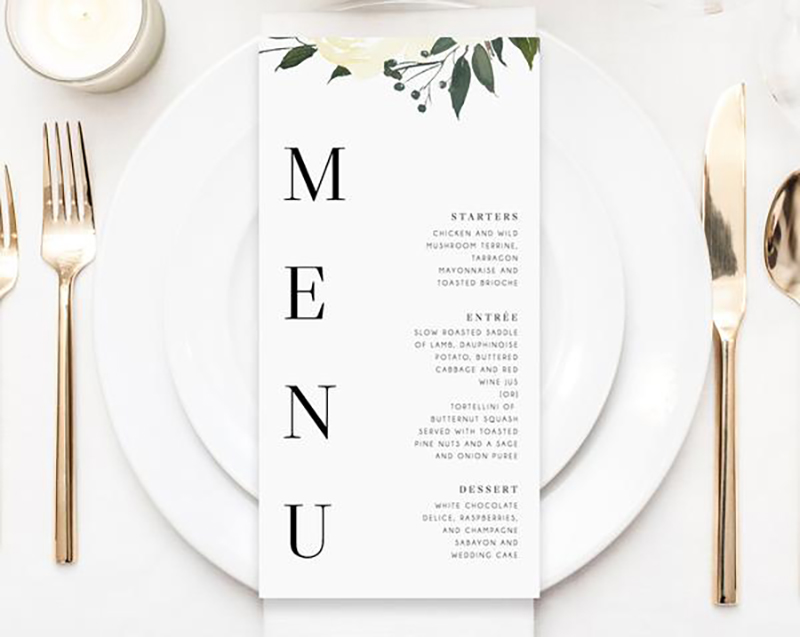 MENU
STARTERS
CHICKEN AND WILD
MUSHROOM TERRINE,
TARRAGON
MAYONNAISE AND
TOASTED BRIOCHE
ENTRÉE
SLOW ROASTED SADDLE
OF LAMB, DAUPHINOISE
POTATO, BUTTERED
CABBAGE AND RED
WINE JUS
[OR]
TORTELLINI OF
BUTTERNUT SQUASH
SERVED WITH TOASTED
PINE NUTS AND A SAGE
AND ONION PUREE
DESSERT
WHITE CHOCOLATE
DELICE, RASPBERRIES,
AND CHAMPAGNE
SABAYON AND
WEDDING CAKE